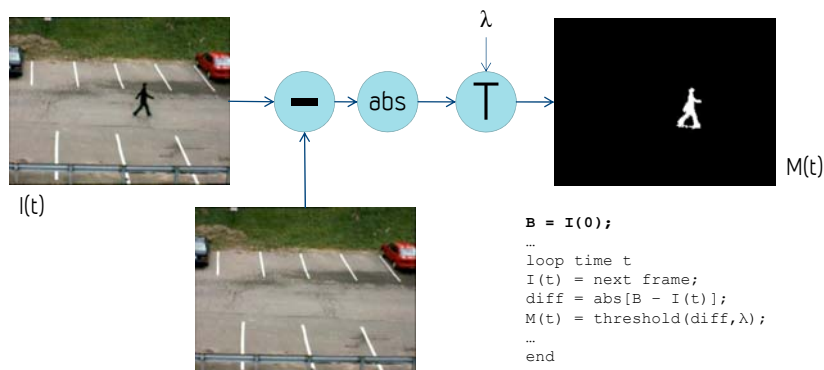 λ
abs
T
I(t)
M(t)
B = I(0);
…
loop time t
I(t) = next frame;
diff = abs[B – I(t)];
M(t) = threshold(diff,λ);
…
end